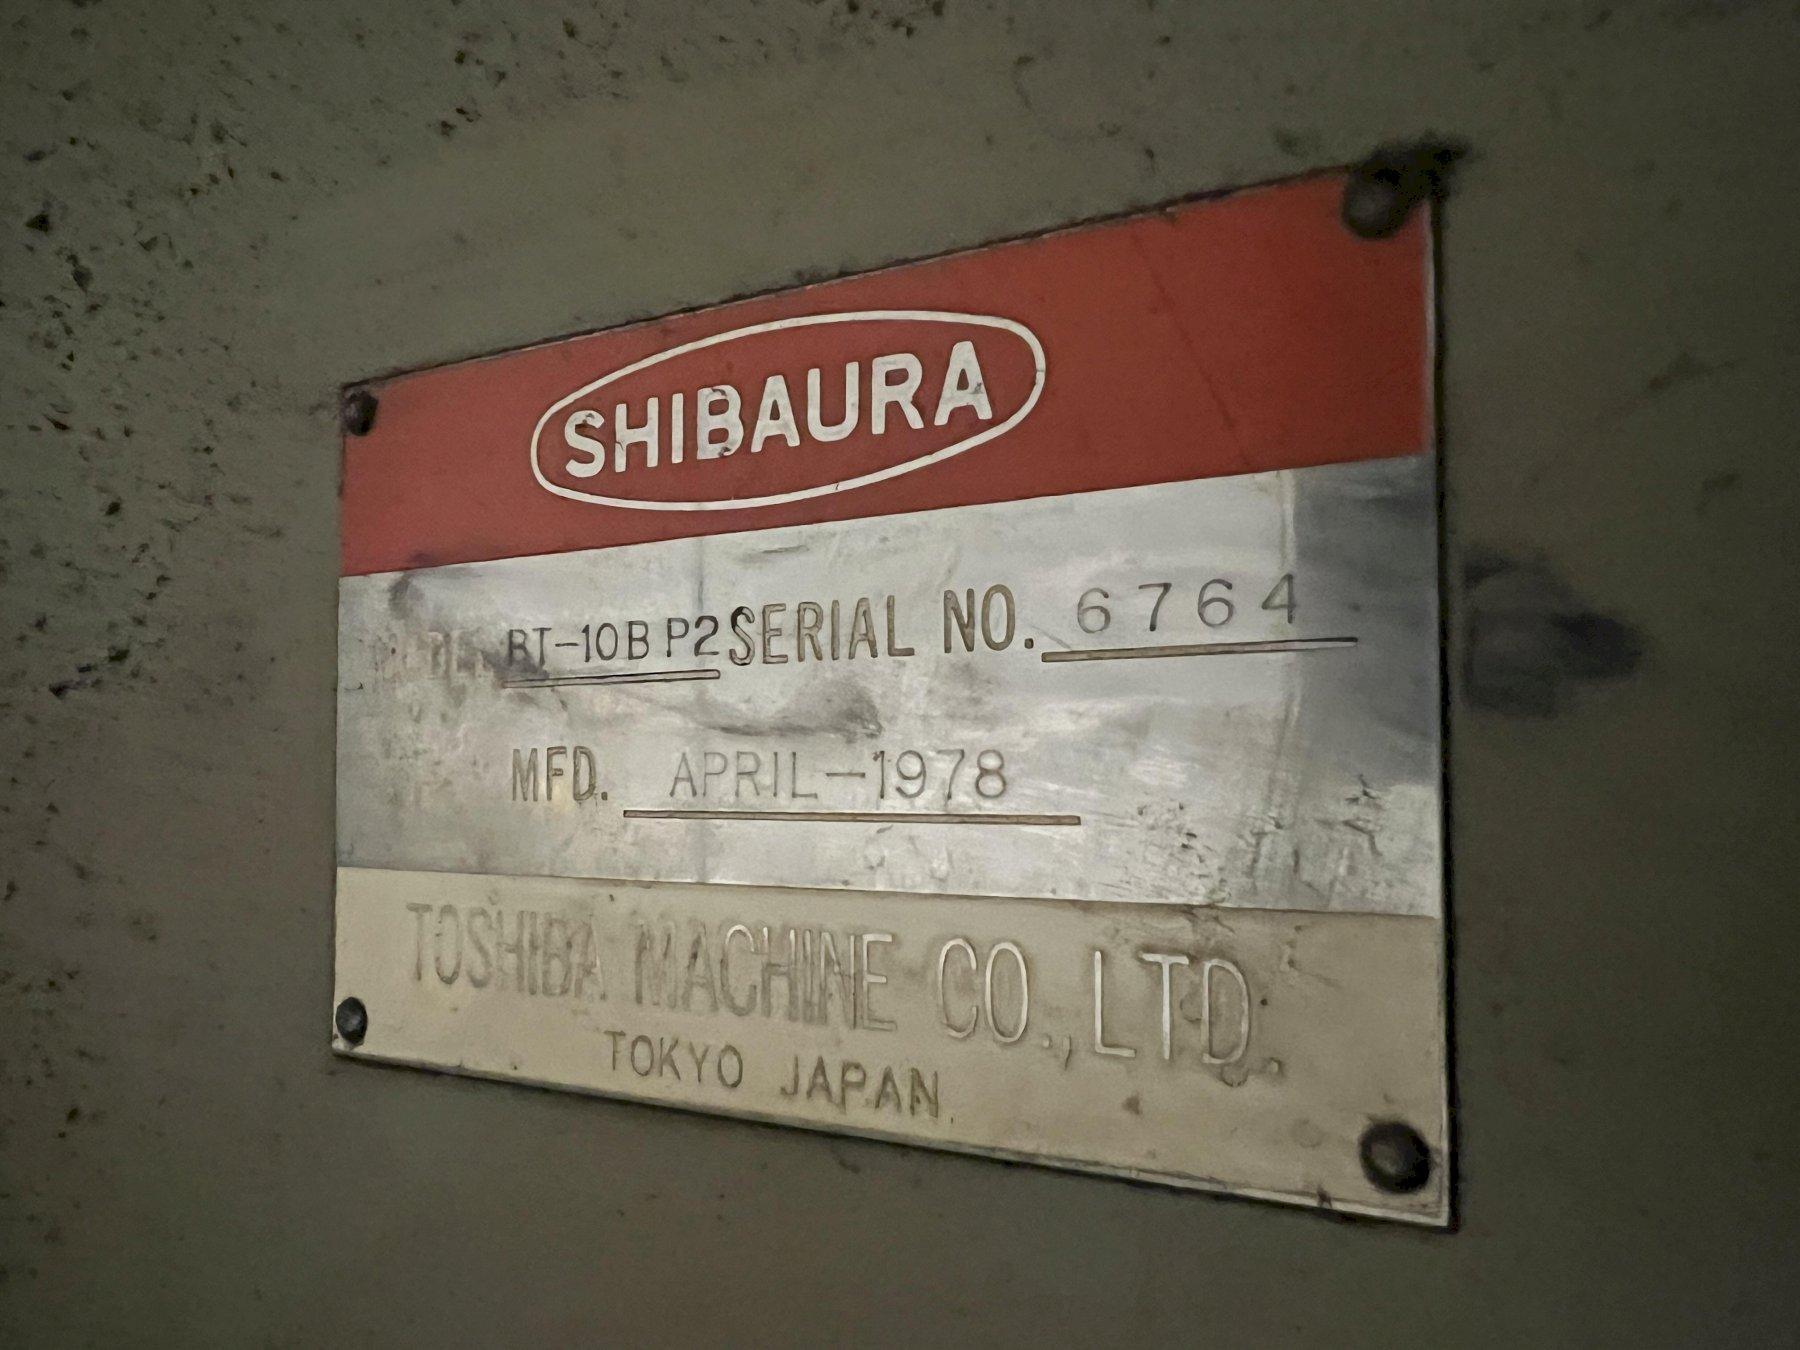 SHIBAURA
BT-10B P2 SERIAL NO. 6764
MFD. APRIL-1978
TOSHIBA MACHINE CO., LTD.
TOKYO JAPAN